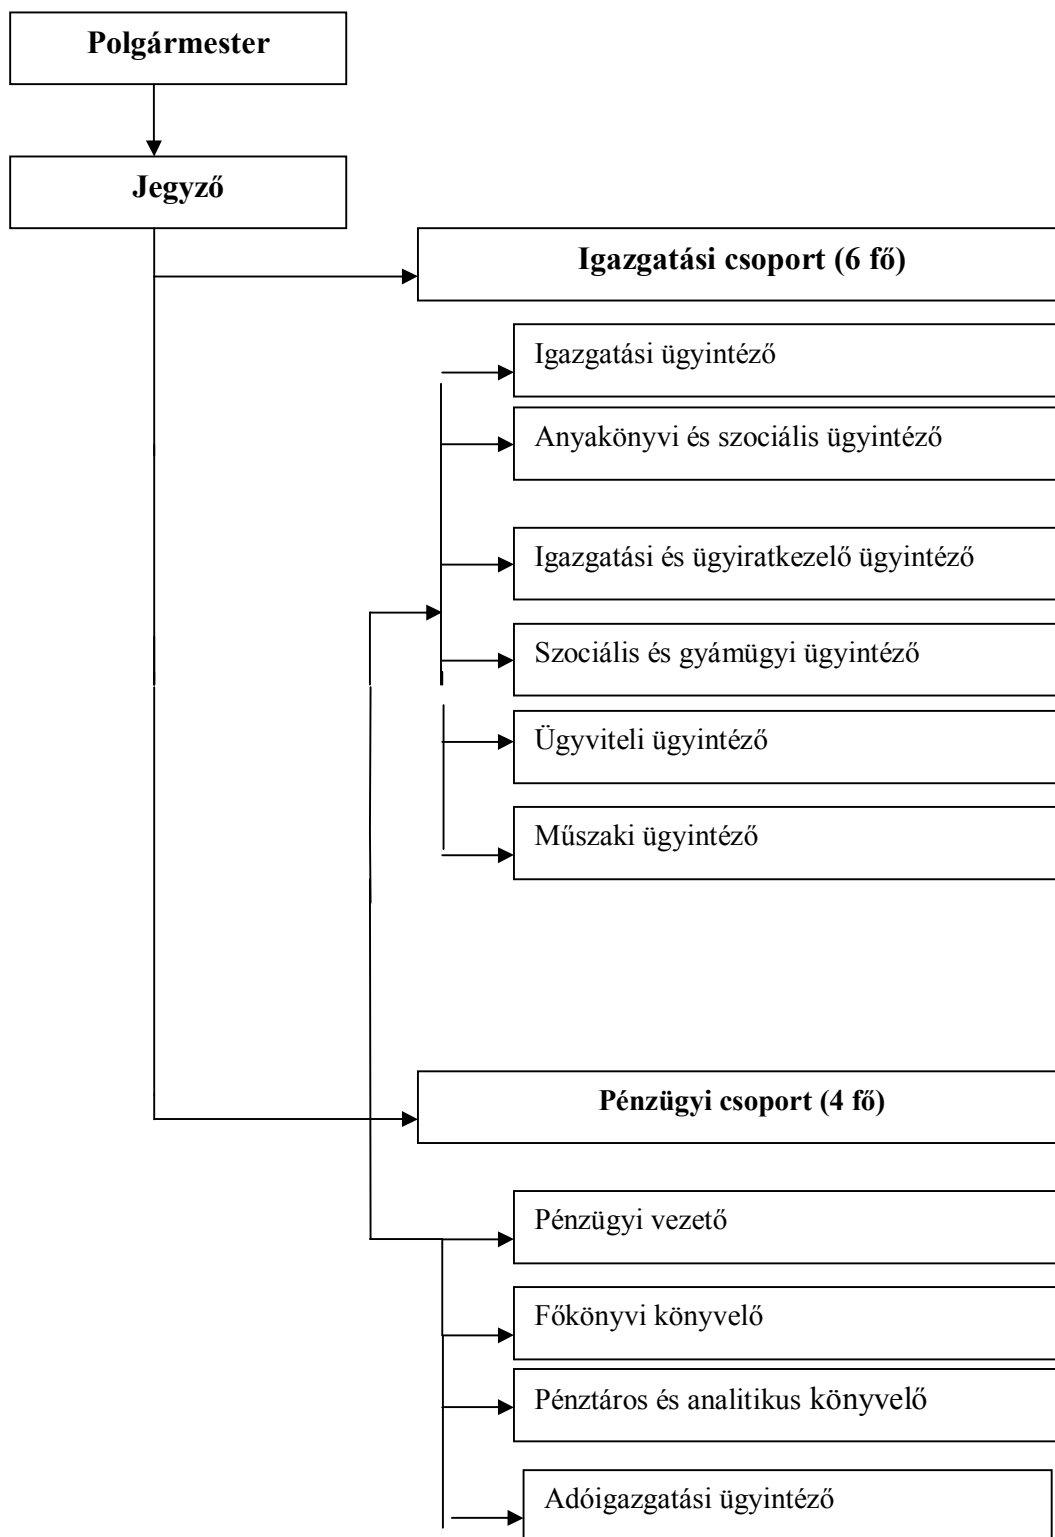 Polgármester
Jegyző
Igazgatási csoport (6 fő)
Igazgatási ügyintéző
Anyakönyvi és szociális ügyintéző
Igazgatási és ügyiratkezelő ügyintéző
Szociális és gyámügyi ügyintéző
Ügyviteli ügyintéző
Műszaki ügyintéző
Pénzügyi csoport (4 fő)
Pénzügyi vezető
Főkönyvi könyvelő
Pénztáros és analitikus könyvelő
Adóigazgatási ügyintéző